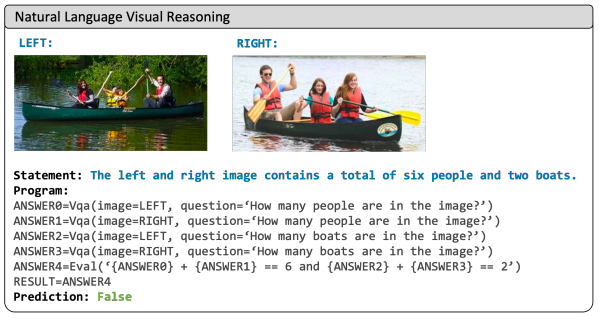 Natural Language Visual Reasoning
LEFT:
RIGHT:
Statement: The left and right image contains a total of six people and two boats.
Program:
ANSWER0=Vqa(image=LEFT, question=‘How many people are in the image?’)
ANSWER1=Vqa(image=RIGHT, question=‘How many people are in the image?’)
ANSWER2=Vqa(image=LEFT, question=‘How many boats are in the image?’)
ANSWER3=Vqa(image=RIGHT, question=‘How many boats are in the image?’)
ANSWER4=Eval(‘{ANSWER0} + {ANSWER1} == 6 and {ANSWER2} + {ANSWER3} == 2’)
RESULT=ANSWER4
Prediction: False